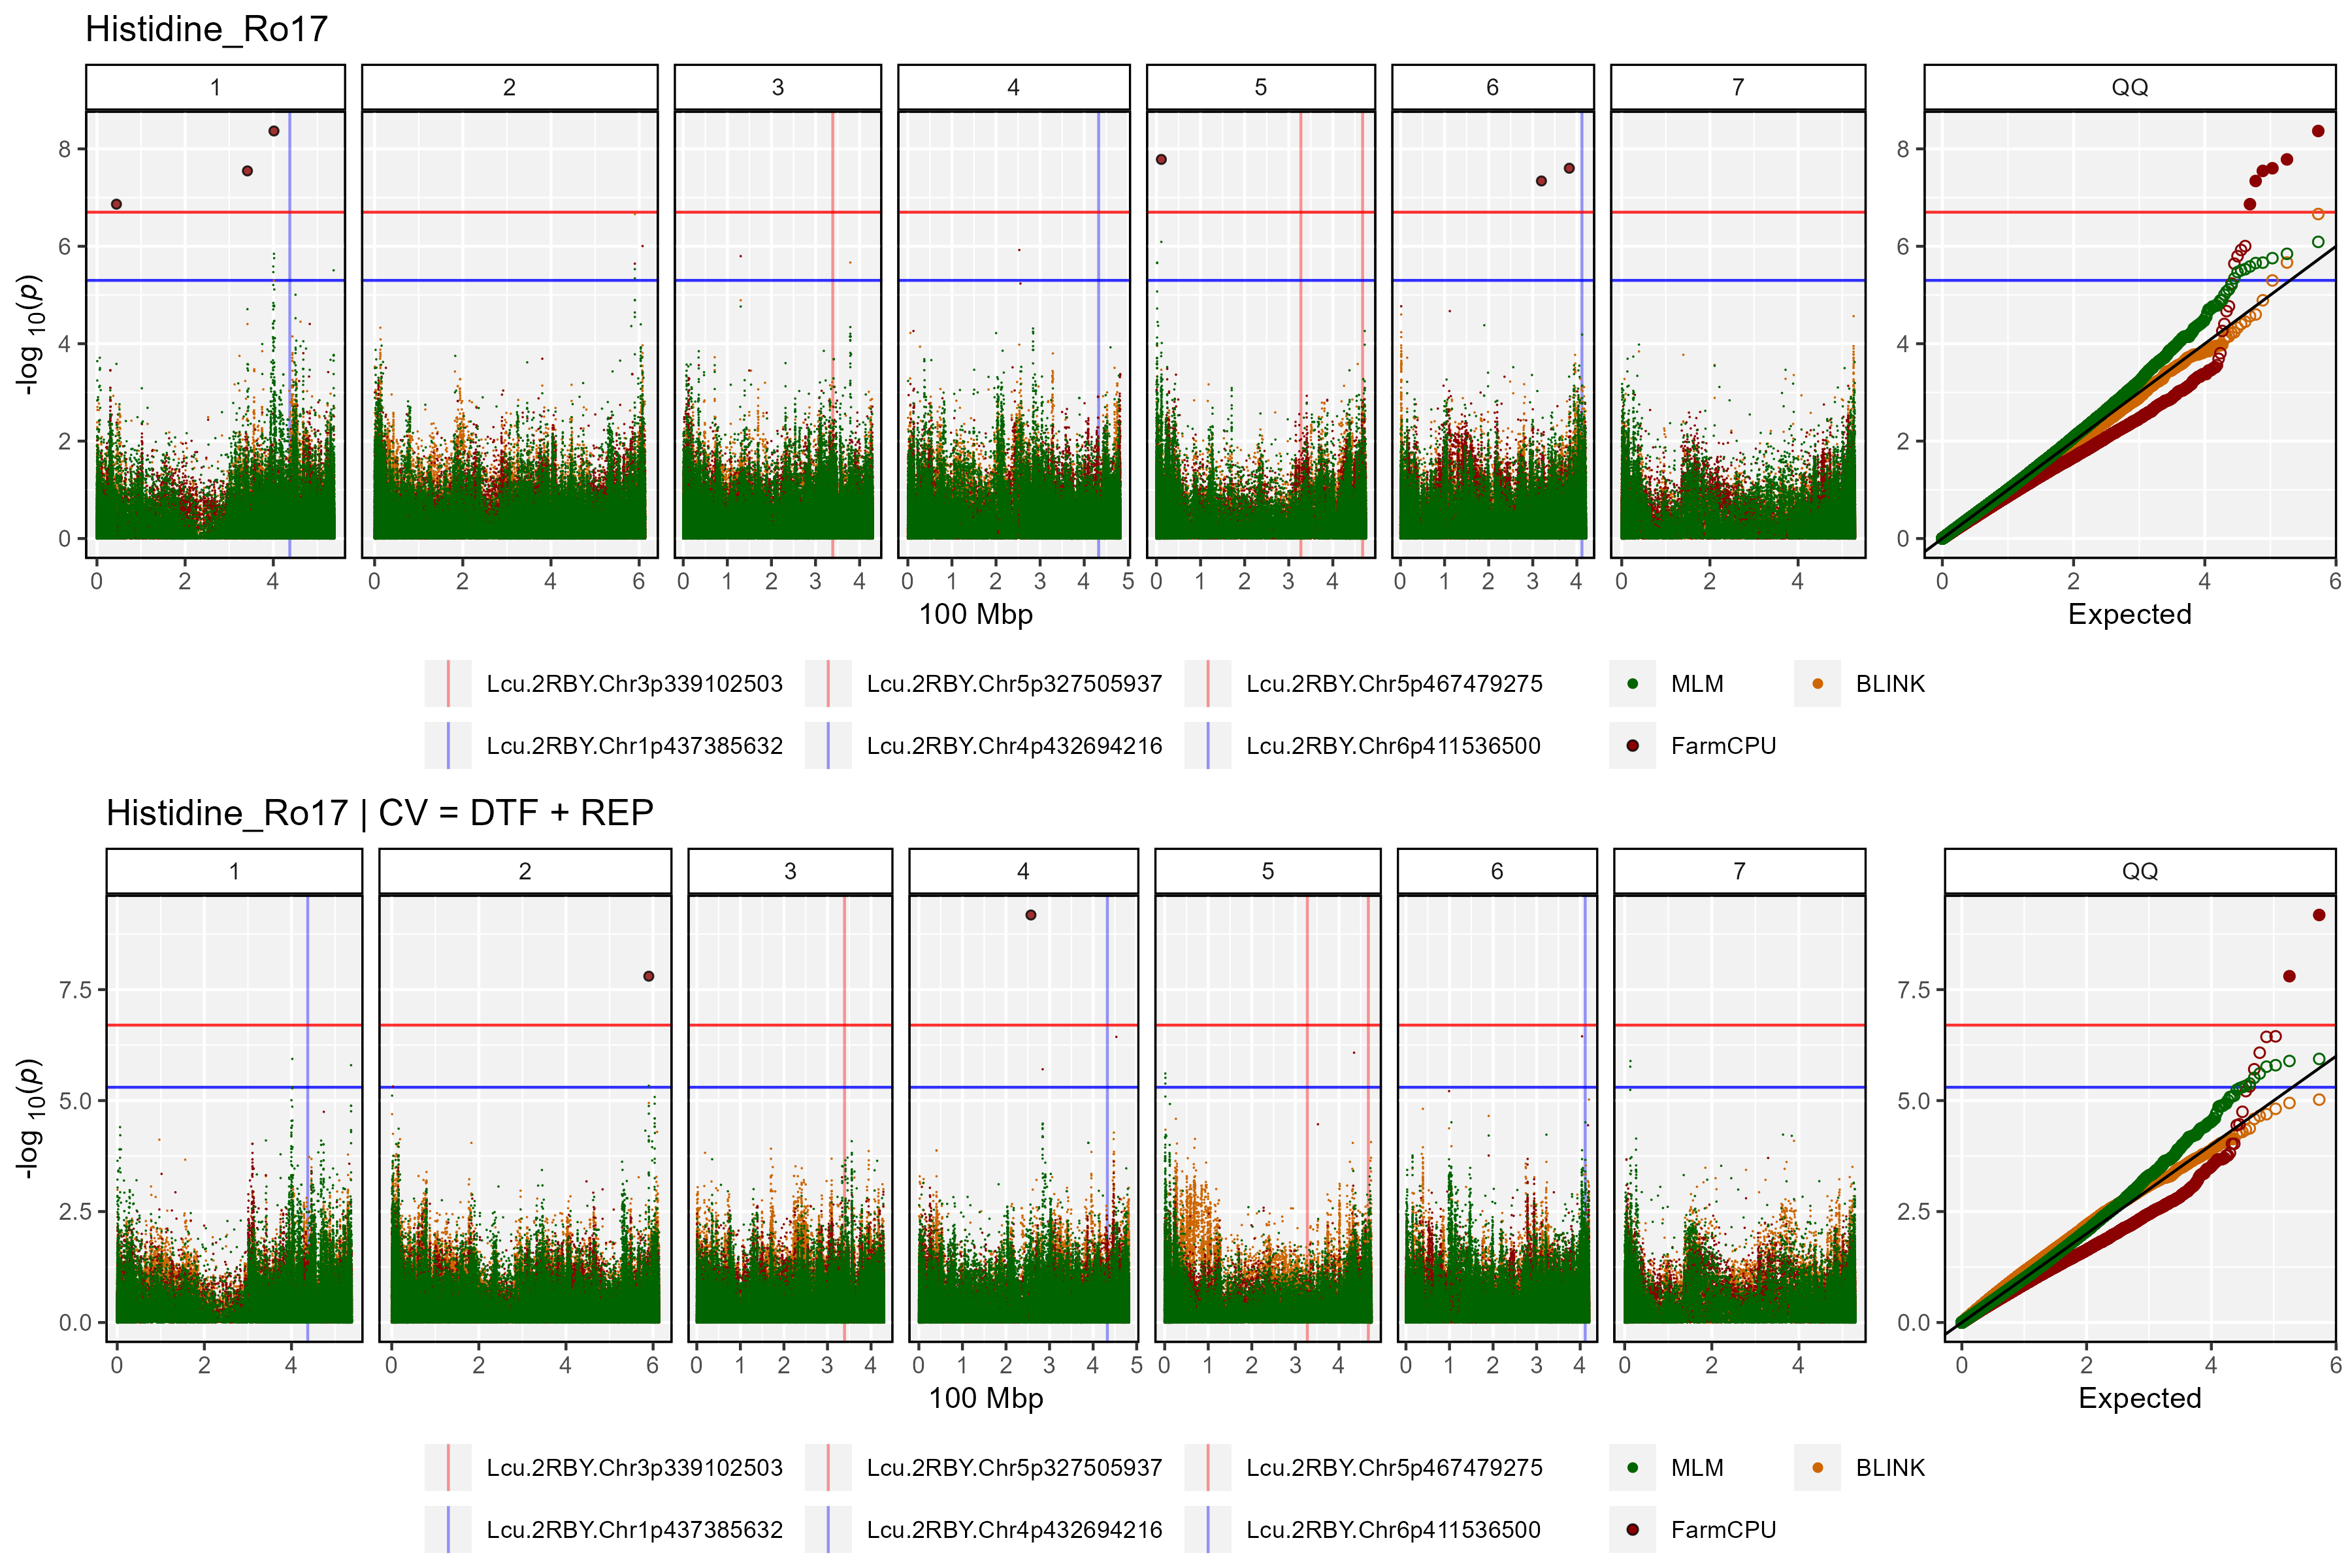 Histidine_Ro17
1 2 3 4 5 6 7 QQ
8 8
6 6
4 4
2 2
0 0
-log 10(p)
0 2 4 0 2 4 6 0 1 2 3 4 0 1 2 3 4 5 0 1 2 3 4 0 1 2 3 4 0 2 4 0 2 4 6
100 Mbp Expected
Lcu.2RBY.Chr3p339102503 Lcu.2RBY.Chr5p327505937 Lcu.2RBY.Chr5p467479275 MLM BLINK
Lcu.2RBY.Chr1p437385632 Lcu.2RBY.Chr4p432694216 Lcu.2RBY.Chr6p411536500 FarmCPU
Histidine_Ro17 | CV = DTF + REP
1 2 3 4 5 6 7 QQ
7.5 7.5
5.0 5.0
2.5 2.5
0.0 0.0
-log 10(p)
0 2 4 0 2 4 6 0 1 2 3 4 0 1 2 3 4 5 0 1 2 3 4 0 1 2 3 4 0 2 4 0 2 4 6
100 Mbp Expected
Lcu.2RBY.Chr3p339102503 Lcu.2RBY.Chr5p327505937 Lcu.2RBY.Chr5p467479275 MLM BLINK
Lcu.2RBY.Chr1p437385632 Lcu.2RBY.Chr4p432694216 Lcu.2RBY.Chr6p411536500 FarmCPU